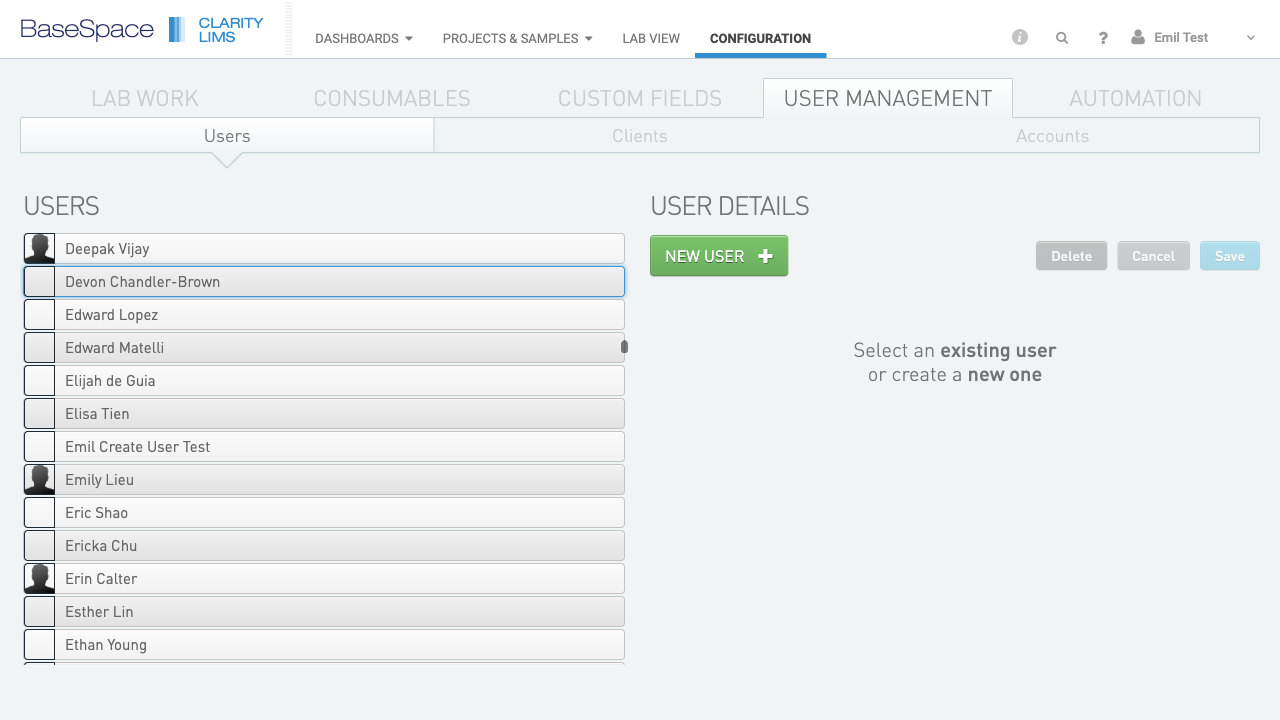 BaseSpace CLARITY LIMS
DASHBOARDS PROJECTS & SAMPLES LAB VIEW CONFIGURATION Emil Test
LAB WORK CONSUMABLES CUSTOM FIELDS USER MANAGEMENT AUTOMATION
Users Clients Accounts
USERS
Deepak Vijay
Devon Chandler-Brown
Edward Lopez
Edward Matelli
Elijah de Guia
Elisa Tien
Emil Create User Test
Emily Lieu
Eric Shao
Ericka Chu
Erin Calter
Esther Lin
Ethan Young
USER DETAILS
NEW USER Delete Cancel Save
Select an existing user
or create a new one